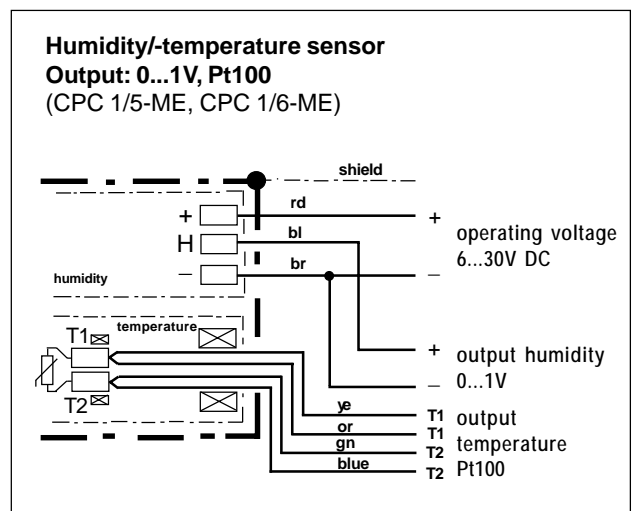 Humidity/-temperature sensor
Output: 0...1V, Pt100
(CPC 1/5-ME, CPC 1/6-ME)
shield
+ rd +
H bl
− br −
operating voltage
6...30V DC
humidity
temperature
T1
T2
+ output humidity
− 0...1V
ye T1 output
or T1
gn T2 temperature
blue T2 Pt100